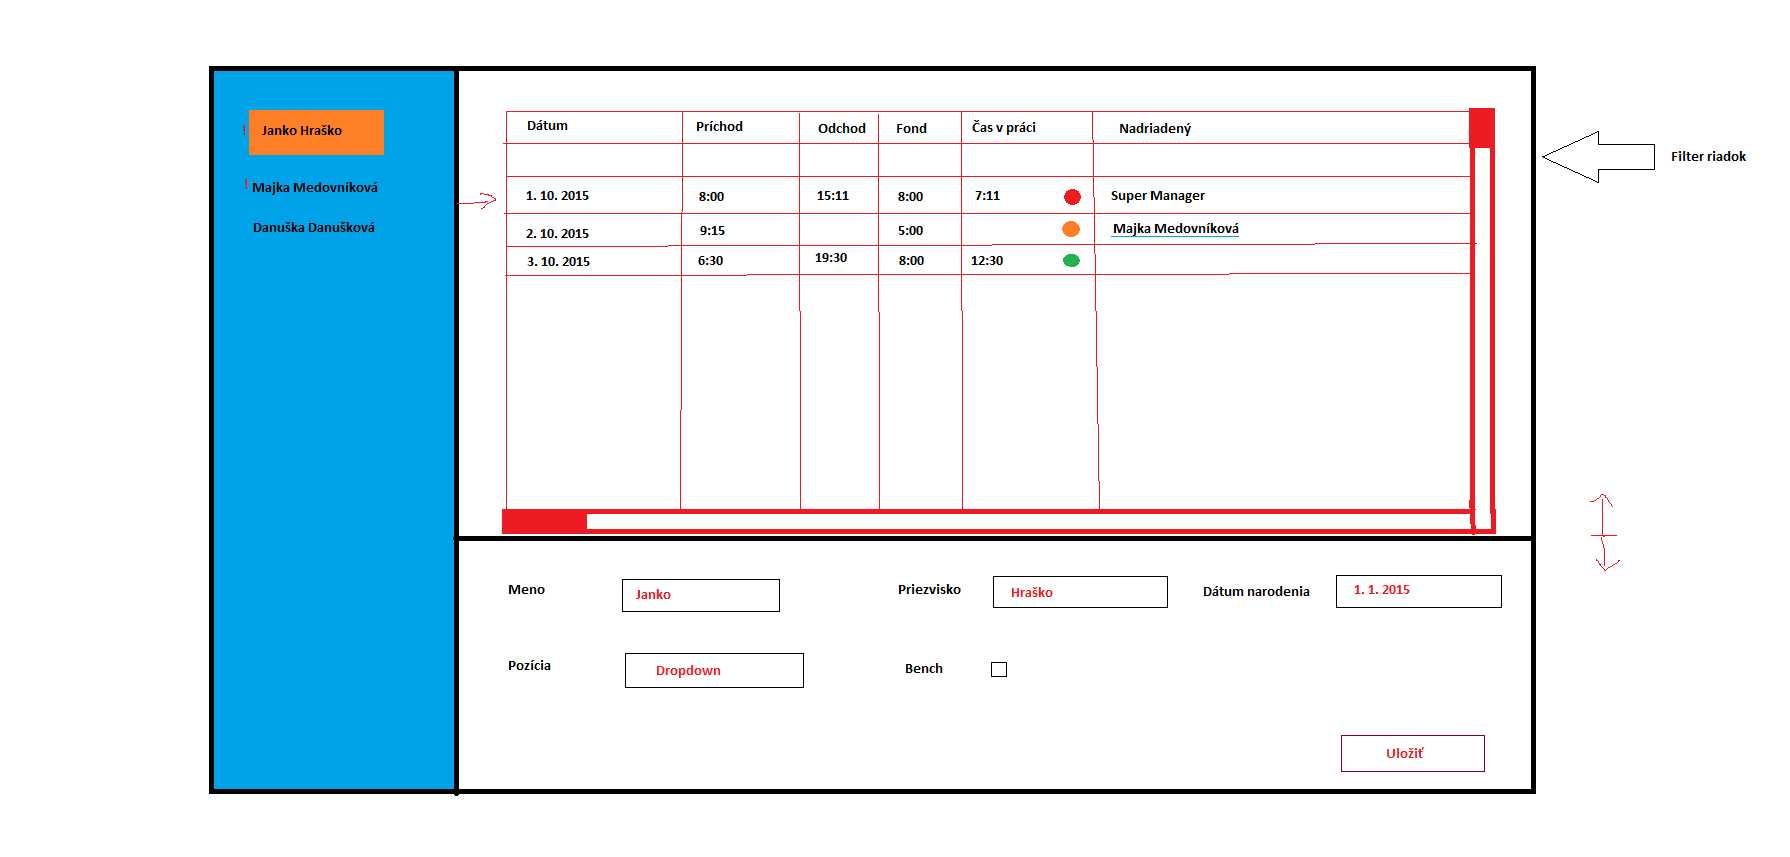 ! Janko Hraško
! Majka Medovníková
Danuška Danušková
Dátum Príchod Odchod Fond Čas v práci Nadriadený
1. 10. 2015 8:00 15:11 8:00 7:11 Super Manager
2. 10. 2015 9:15 5:00 Majka Medovníková
3. 10. 2015 6:30 19:30 8:00 12:30
Filter riadok
Meno Janko Priezvisko Hraško Dátum narodenia 1. 1. 2015
Pozícia Dropdown Bench
Uložiť